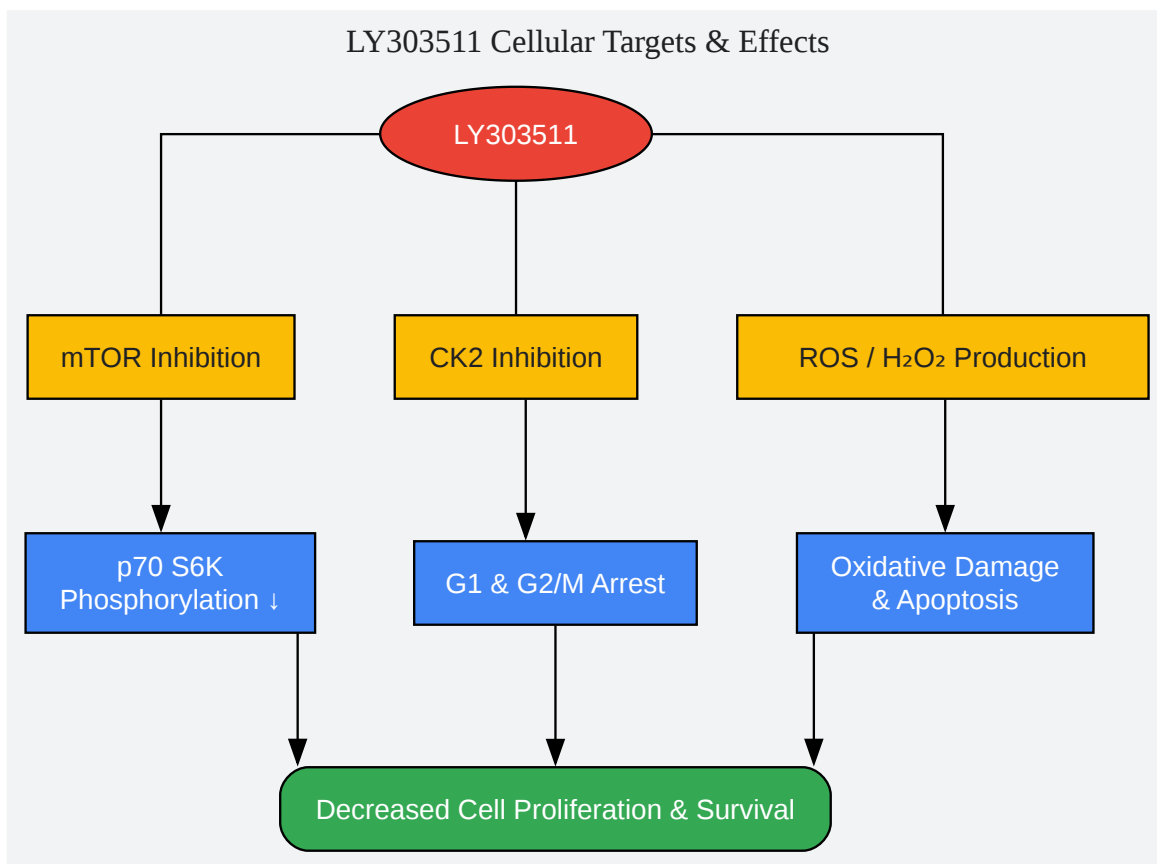 LY303511 Cellular Targets & Effects
LY303511
mTOR Inhibition
CK2 Inhibition
ROS / H₂O₂ Production
p70 S6K
Phosphorylation ↓
G1 & G2/M Arrest
Oxidative Damage
& Apoptosis
Decreased Cell Proliferation & Survival